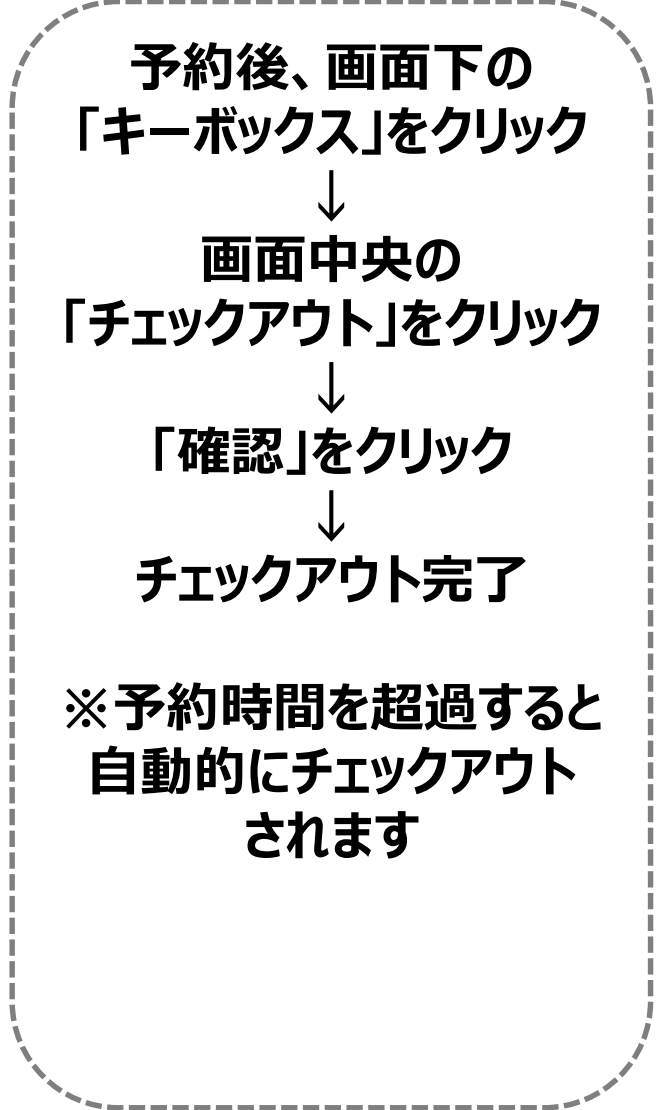 予約後、画面下の
「キーボックス」をクリック
↓
画面中央の
「チェックアウト」をクリック
↓
「確認」をクリック
↓
チェックアウト完了
※予約時間を超過すると
自動的にチェックアウト
されます